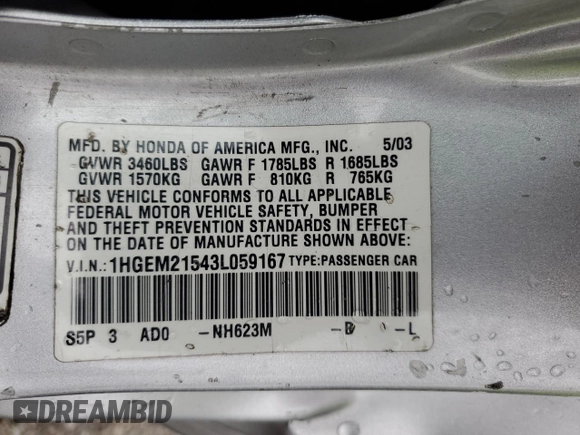 MFD. BY HONDA OF AMERICA MFG., INC. 5/03
GVWR 3460LBS GAWR F 1785LBS R 1685LBS
GVWR 1570KG GAWR F 810KG R 765KG
THIS VEHICLE CONFORMS TO ALL APPLICABLE
FEDERAL MOTOR VEHICLE SAFETY, BUMPER
AND THEFT PREVENTION STANDARDS IN EFFECT
ON THE DATE OF MANUFACTURE SHOWN ABOVE.
V.I.N.: 1HGEM21543L059167 TYPE:PASSENGER CAR
S5P 3 AD0 -NH623M -B -L
DREAMBID